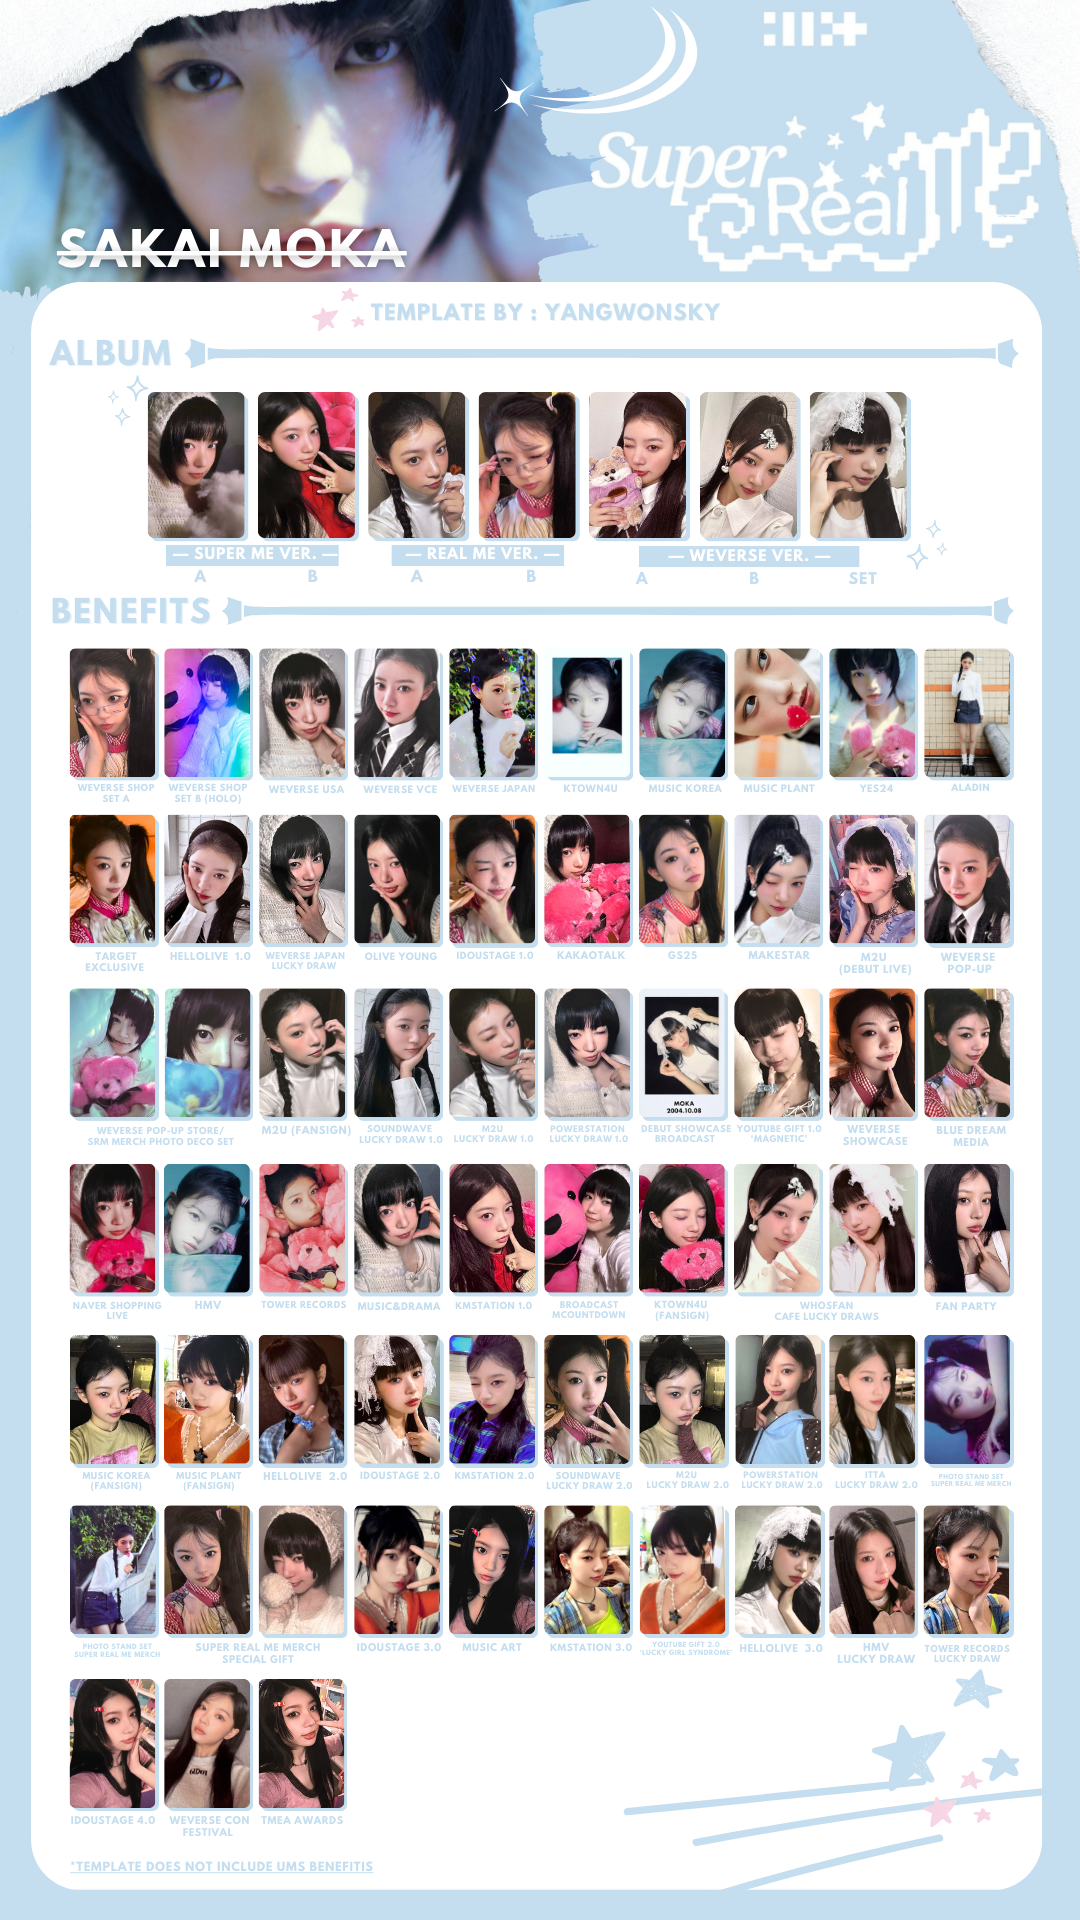 Super
Real
Me
SAKAI MOKA
TEMPLATE BY : YANGWONSKY
ALBUM
— SUPER ME VER. — — REAL ME VER. — — WEVERSE VER. —
A B A B A B SET
BENEFITS
WEVERSE SHOP SET A
WEVERSE SHOP SET B (HOLO)
WEVERSE USA
WEVERSE VCE
WEVERSE JAPAN
KTOWN4U
MUSIC KOREA
MUSIC PLANT
YES24
ALADIN
TARGET
EXCLUSIVE
HELLOLIVE 1.0
WEVERSE JAPAN
LUCKY DRAW
OLIVE YOUNG
IDOUSTAGE 1.0
KAKAOTALK
GS25
MAKESTAR
M2U
(DEBUT LIVE)
WEVERSE
POP-UP
WEVERSE POP-UP STORE/
SRM MERCH PHOTO DECO SET
M2U (FANSIGN)
SOUNDWAVE
LUCKY DRAW 1.0
M2U
LUCKY DRAW 1.0
POWERSTATION
LUCKY DRAW 1.0
MOKA
2004.10.08
DEBUT SHOWCASE
BROADCAST
YOUTUBE GIFT 1.0
'MAGNETIC'
WEVERSE
SHOWCASE
BLUE DREAM
MEDIA
NAVER SHOPPING
LIVE
HMV
TOWER RECORDS
MUSIC&DRAMA
KMSTATION 1.0
BROADCAST
MCOUNTDOWN
KTOWN4U
(FANSIGN)
WHOSFAN
CAFE LUCKY DRAWS
FAN PARTY
MUSIC KOREA
(FANSIGN)
MUSIC PLANT
(FANSIGN)
HELLOLIVE 2.0
IDOUSTAGE 2.0
KMSTATION 2.0
SOUNDWAVE
LUCKY DRAW 2.0
M2U
LUCKY DRAW 2.0
POWERSTATION
LUCKY DRAW 2.0
ITTA
LUCKY DRAW 2.0
PHOTO STAND SET
SUPER REAL ME MERCH
PHOTO STAND SET
SUPER REAL ME MERCH
SUPER REAL ME MERCH
SPECIAL GIFT
IDOUSTAGE 3.0
MUSIC ART
KMSTATION 3.0
YOUTUBE GIFT 2.0
'LUCKY GIRL SYNDROME'
HELLOLIVE 3.0
HMV
LUCKY DRAW
TOWER RECORDS
LUCKY DRAW
IDOUSTAGE 4.0
WEVERSE CON
FESTIVAL
TMEA AWARDS
*TEMPLATE DOES NOT INCLUDE UMS BENEFITIS